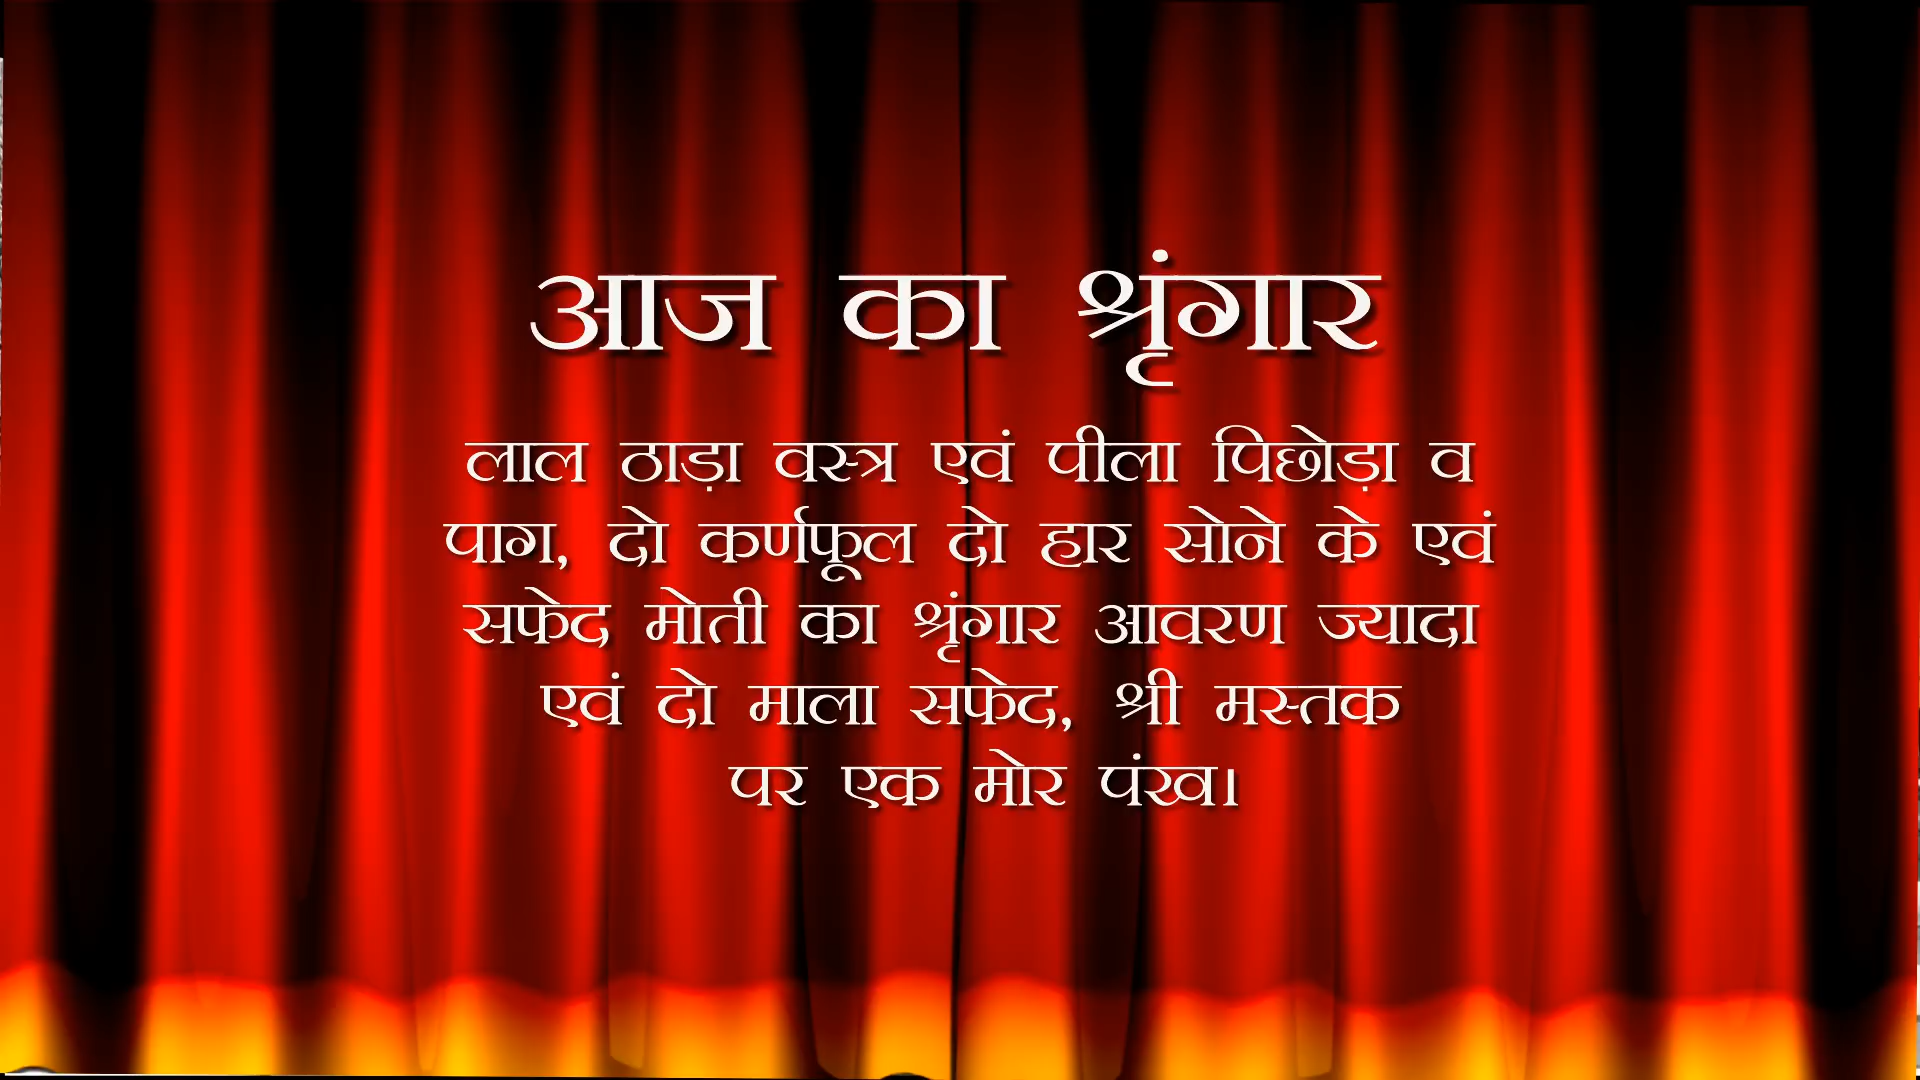 आज का श्रृंगार
लाल ठाड़ा वस्त्र एवं पीला पिछोड़ा व
पाग, दो कर्णफूल दो हार सोने के एवं
सफेद मोती का श्रृंगार आवरण ज्यादा
एवं दो माला सफेद, श्री मस्तक
पर एक मोर पंख।